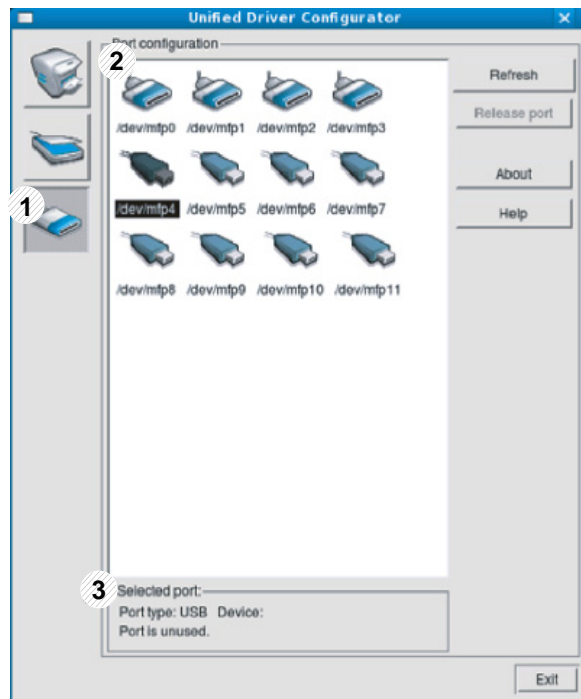 Unified Driver Configurator
Port configuration
2
/dev/mfp0 /dev/mfp1 /dev/mfp2 /dev/mfp3
Refresh
Release port
1
/dev/mfp4 /dev/mfp5 /dev/mfp6 /dev/mfp7
About
Help
/dev/mfp8 /dev/mfp9 /dev/mfp10 /dev/mfp11
3
Selected port:
Port type: USB Device:
Port is unused.
Exit